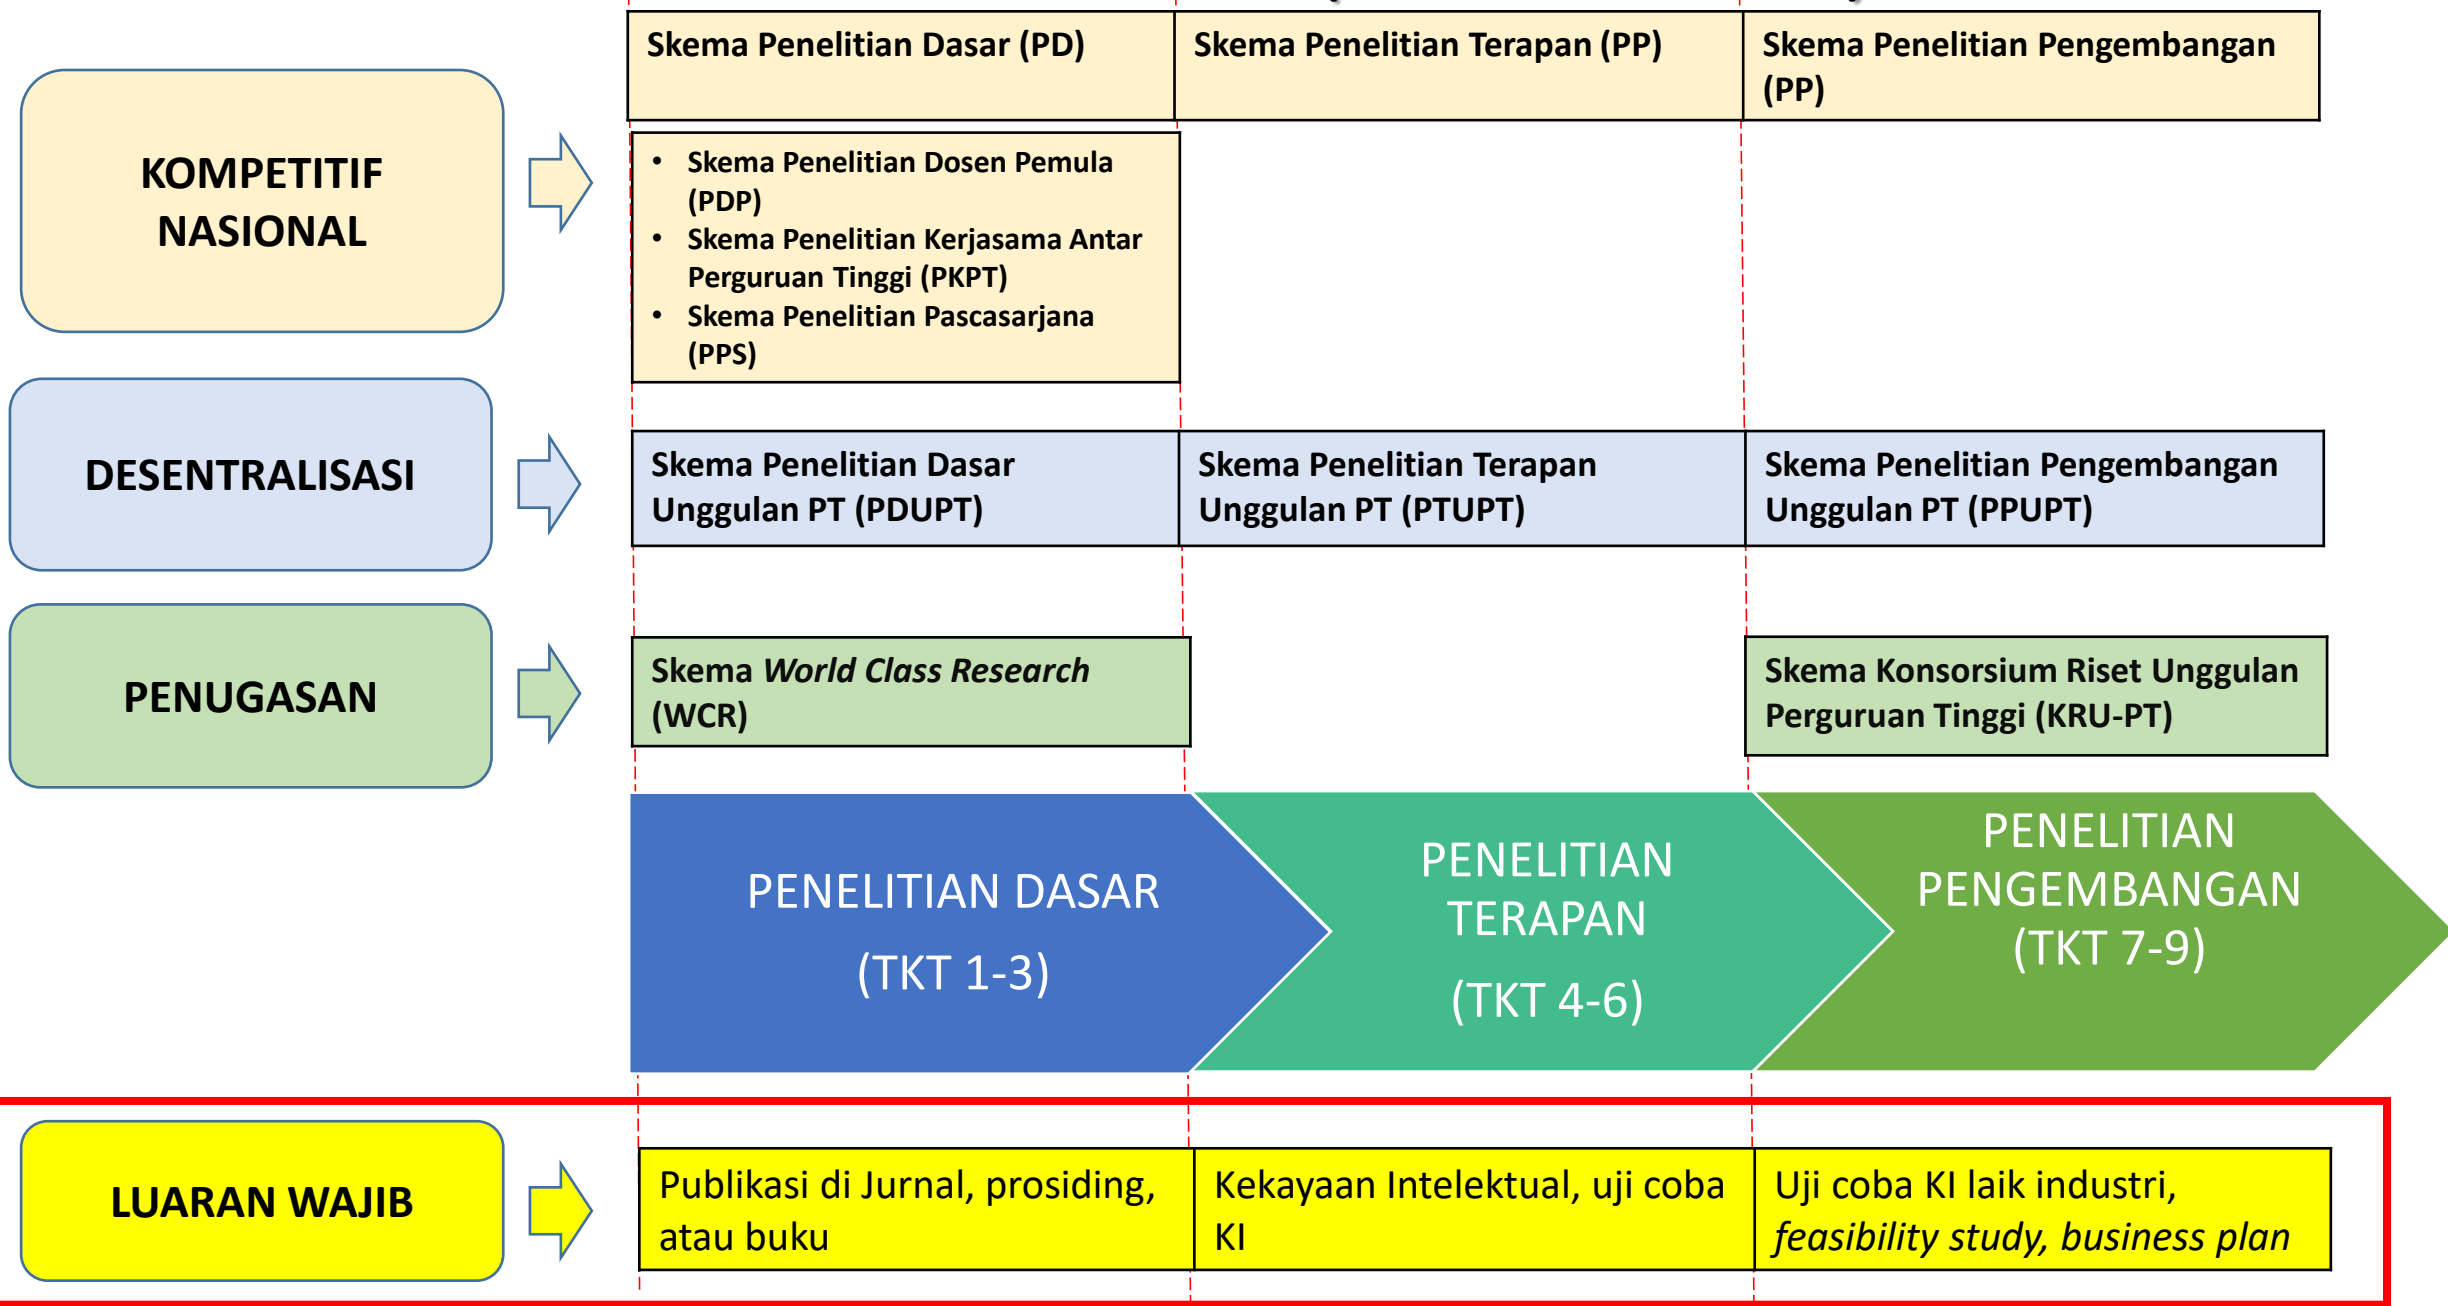 Skema Penelitian Dasar (PD)
Skema Penelitian Terapan (PP)
Skema Penelitian Pengembangan
(PP)
KOMPETITIF
NASIONAL
• Skema Penelitian Dosen Pemula
(PDP)
• Skema Penelitian Kerjasama Antar
Perguruan Tinggi (PKPT)
• Skema Penelitian Pascasarjana
(PPS)
DESENTRALISASI
Skema Penelitian Dasar
Unggulan PT (PDUPT)
Skema Penelitian Terapan
Unggulan PT (PTUPT)
Skema Penelitian Pengembangan
Unggulan PT (PPUPT)
PENUGASAN
Skema World Class Research
(WCR)
Skema Konsorsium Riset Unggulan
Perguruan Tinggi (KRU-PT)
PENELITIAN DASAR
(TKT 1-3)
PENELITIAN
TERAPAN
(TKT 4-6)
PENELITIAN
PENGEMBANGAN
(TKT 7-9)
LUARAN WAJIB
Publikasi di Jurnal, prosiding,
atau buku
Kekayaan Intelektual, uji coba
KI
Uji coba KI laik industri,
feasibility study, business plan